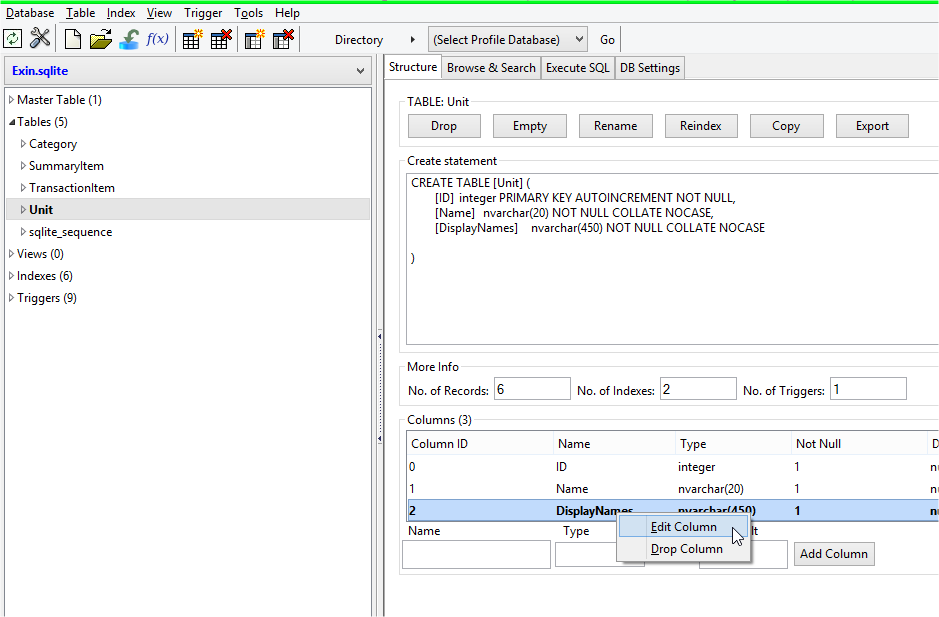 Database Table Index View Trigger Tools Help
f(x) Directory (Select Profile Database) Go
Exin.sqlite
Master Table (1)
Tables (5)
Category
SummaryItem
TransactionItem
Unit
sqlite_sequence
Views (0)
Indexes (6)
Triggers (9)
Structure Browse & Search Execute SQL DB Settings
TABLE: Unit
Drop Empty Rename Reindex Copy Export
Create statement
CREATE TABLE [Unit] (
[ID] integer PRIMARY KEY AUTOINCREMENT NOT NULL,
[Name] nvarchar(20) NOT NULL COLLATE NOCASE,
[DisplayNames] nvarchar(450) NOT NULL COLLATE NOCASE
)
More Info
No. of Records: 6 No. of Indexes: 2 No. of Triggers: 1
Columns (3)
Column ID Name Type Not Null D
0 ID integer 1 nu
1 Name nvarchar(20) 1 nu
2 DisplayNames nvarchar(450) 1 nu
Name Type lt
Edit Column
Drop Column
Add Column